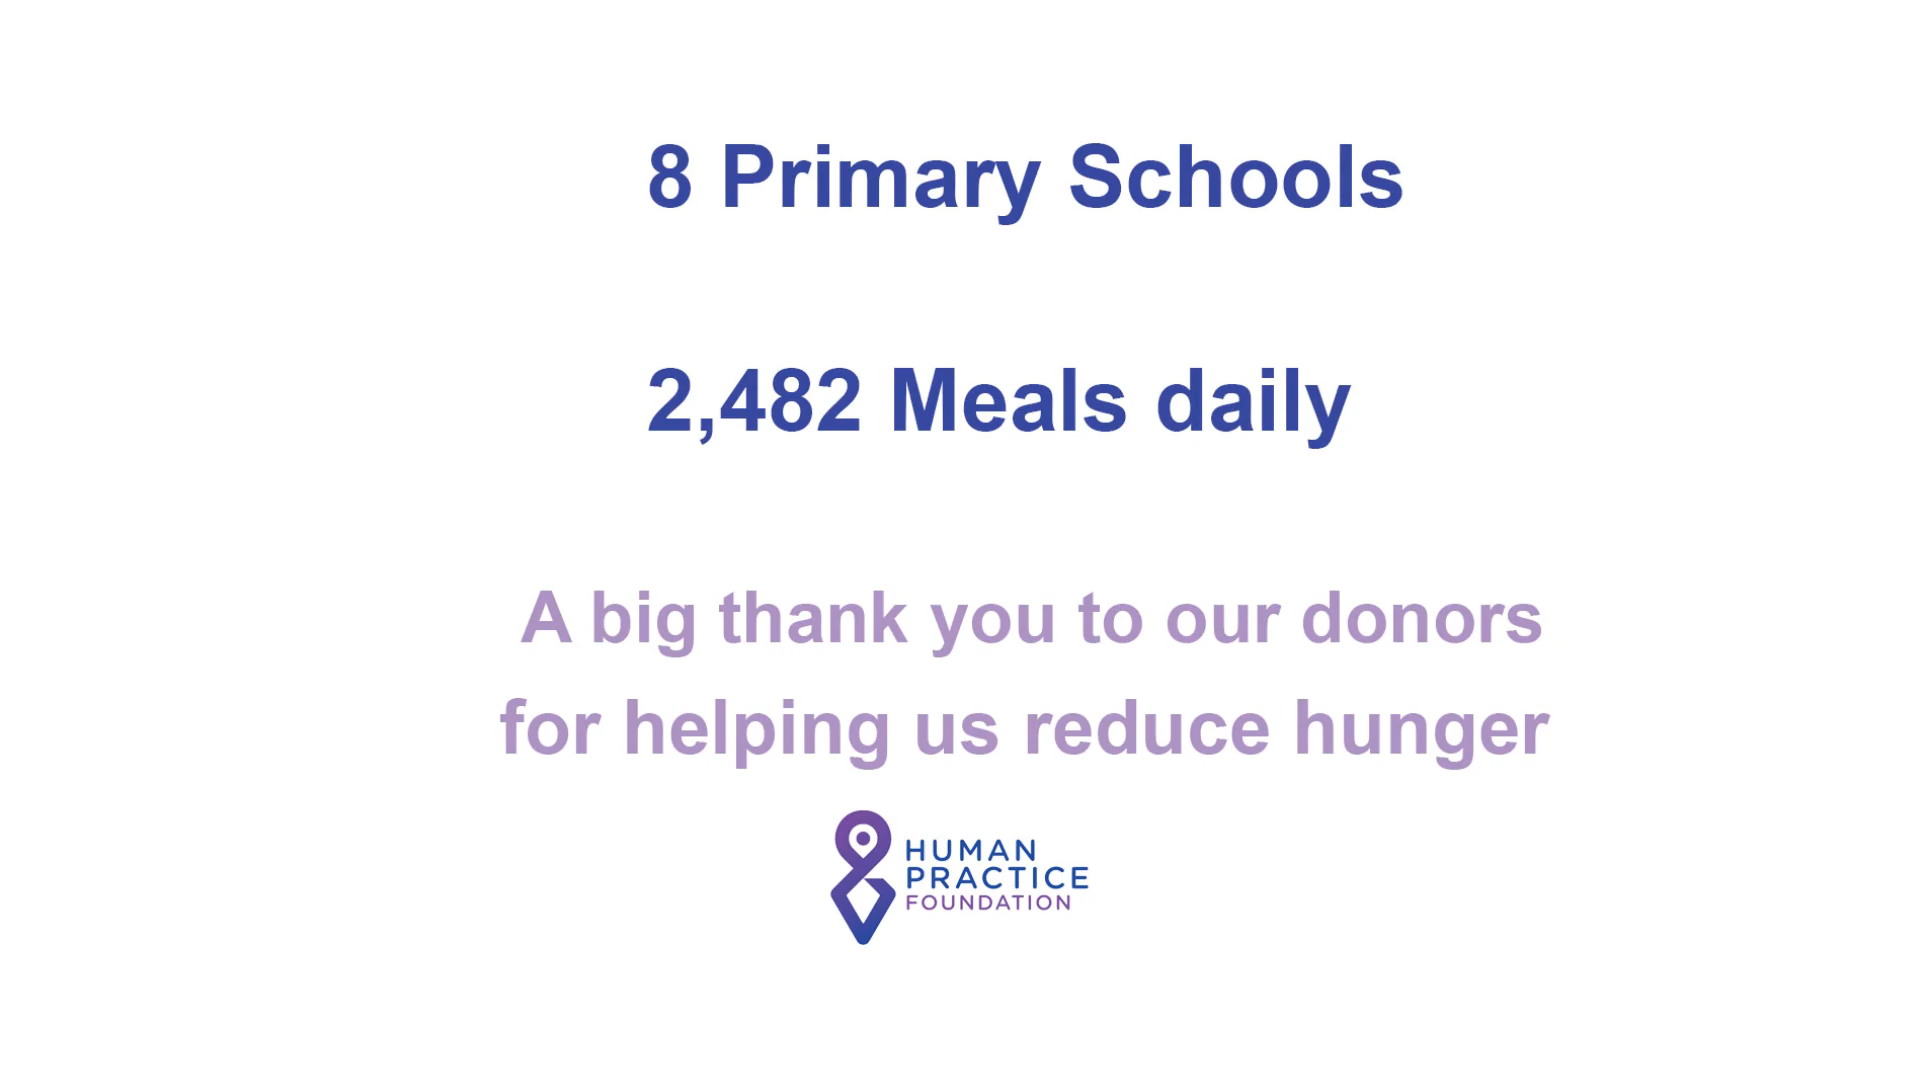 8 Primary Schools
2,482 Meals daily
A big thank you to our donors
for helping us reduce hunger
HUMAN
PRACTICE
FOUNDATION